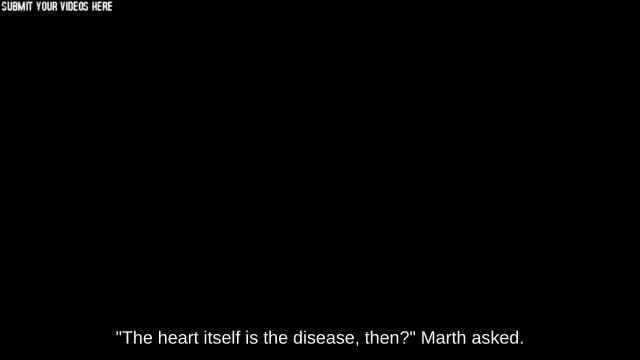 SUBMIT YOUR VIDEOS HERE
"The heart itself is the disease, then?" Marth asked.